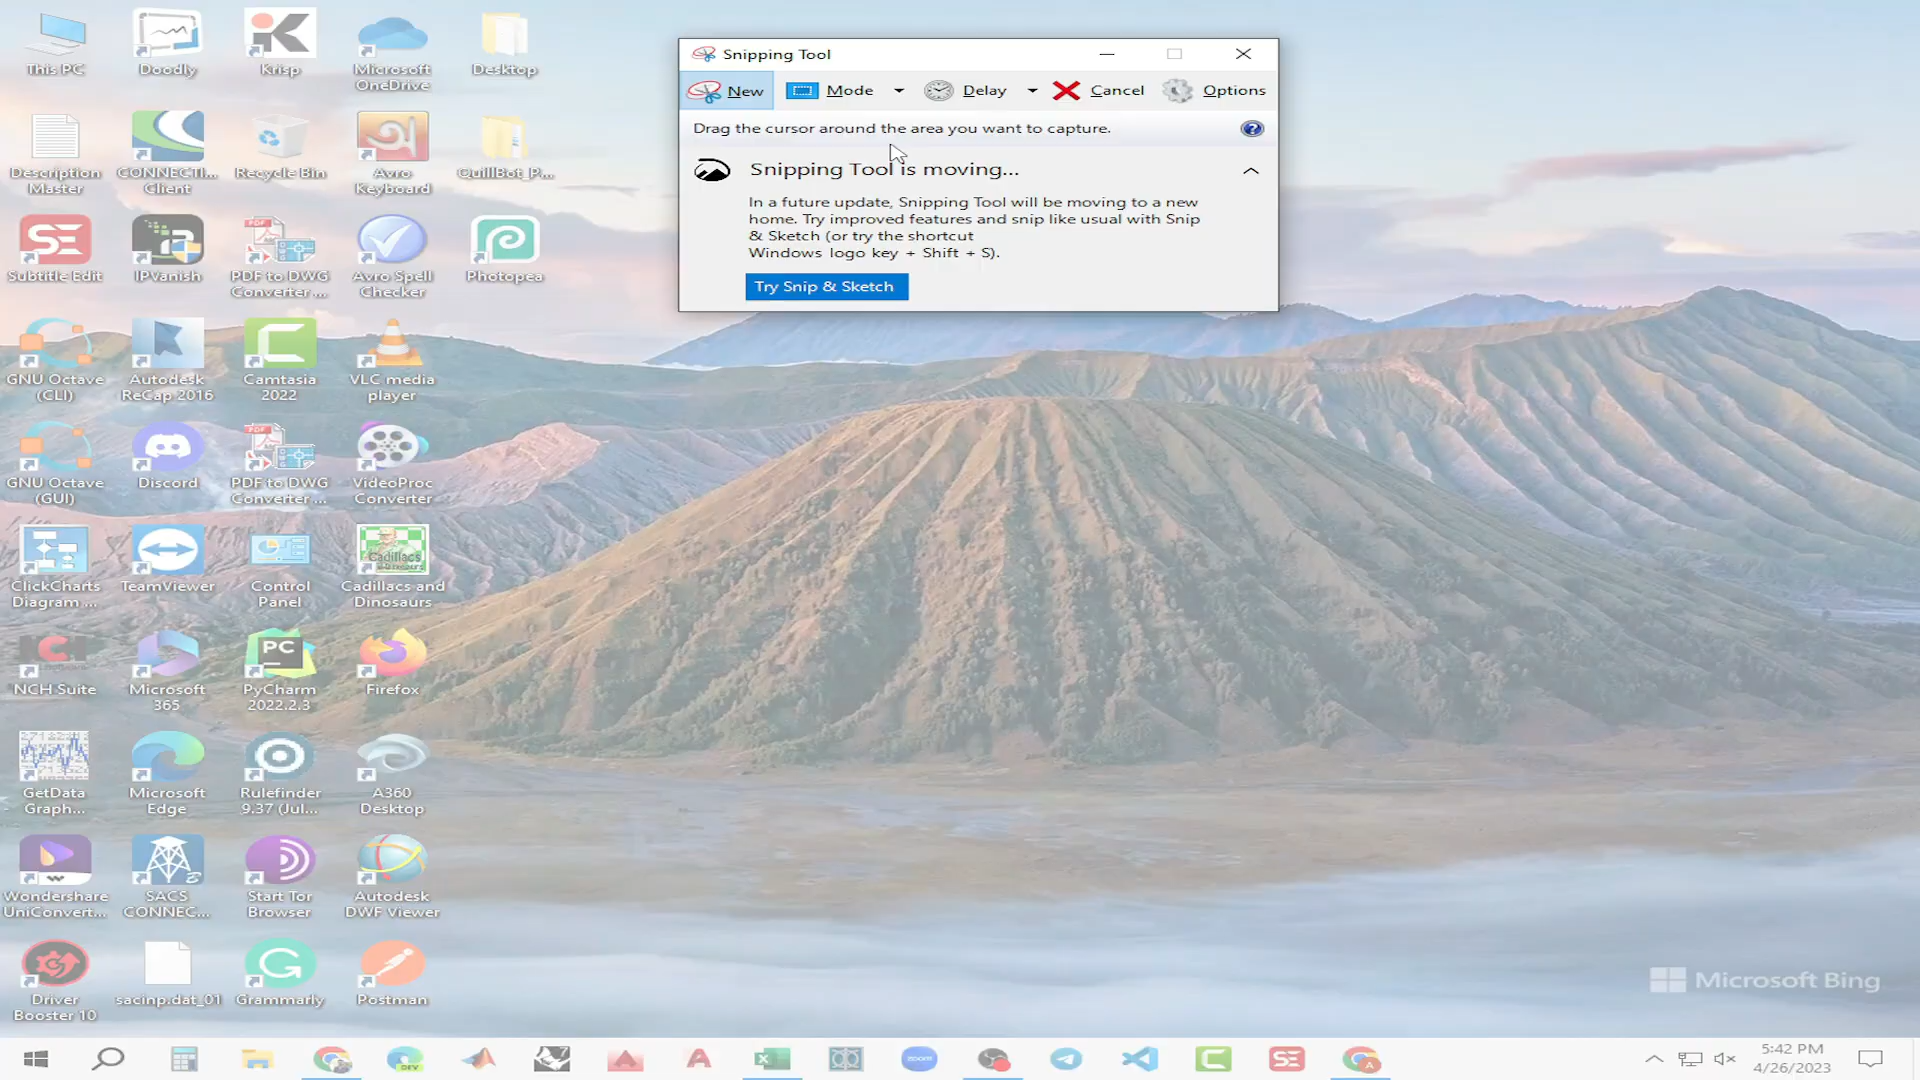 Snipping Tool
New
Mode
Delay
Cancel
Options
Drag the cursor around the area you want to capture.
Snipping Tool is moving...
In a future update, Snipping Tool will be moving to a new
home. Try improved features and snip like usual with Snip
& Sketch (or try the shortcut
Windows logo key + Shift + S).
Try Snip & Sketch
This PC
Doodly
Krisp
Microsoft
OneDrive
Desktop
Description
Master
CONNECTI...
Client
Recycle Bin
Avro
Keyboard
QuillBot_P...
Subtitle Edit
IPVanish
PDF to DWG
Converter ...
Avro Spell
Checker
Photopea
GNU Octave
(CLI)
Autodesk
ReCap 2016
Camtasia
2022
VLC media
player
GNU Octave
(GUI)
Discord
PDF to DWG
Converter ...
VideoProc
Converter
ClickCharts
Diagram ...
TeamViewer
Control
Panel
Cadillacs and
Dinosaurs
NCH Suite
Microsoft
365
PyCharm
2022.2.3
Firefox
GetData
Graph...
Microsoft
Edge
Rulefinder
9.37 (Jul...
A360
Desktop
Wondershare
UniConvert...
SACS
CONNEC...
Start Tor
Browser
Autodesk
DWF Viewer
Driver
Booster 10
sacinp.dat_01
Grammarly
Postman
Microsoft Bing
5:42 PM
4/26/2023